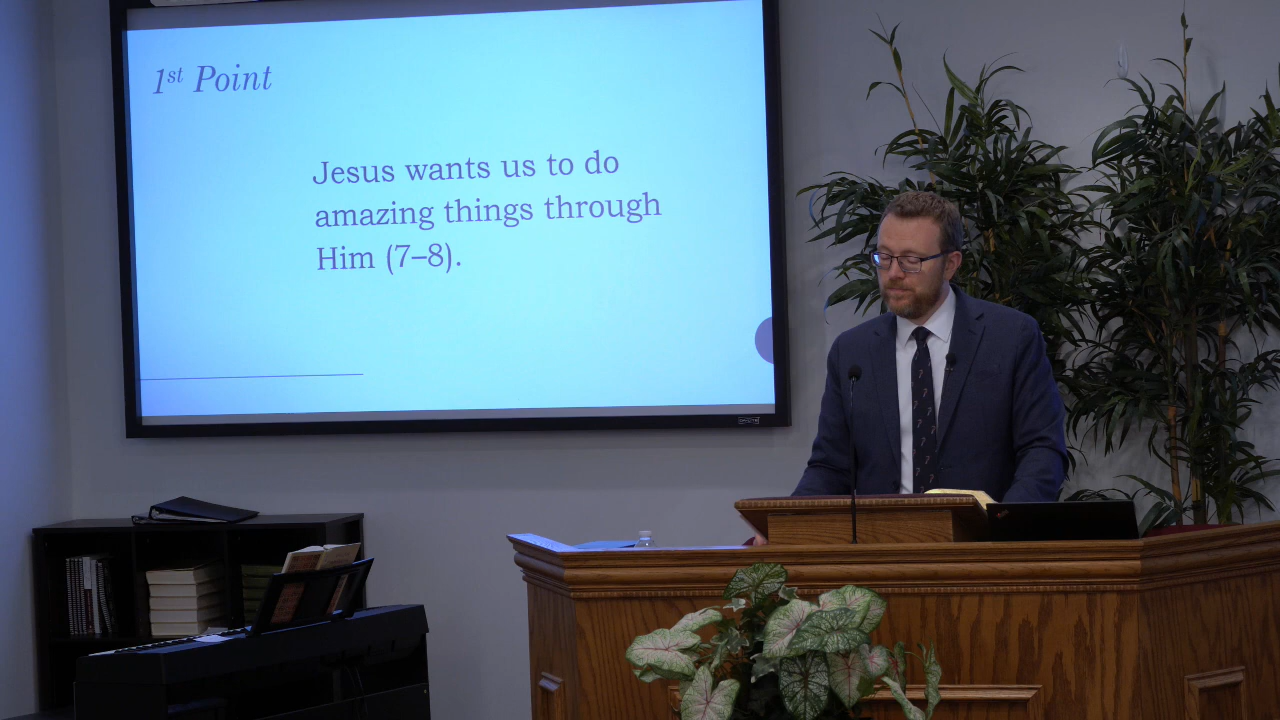 1st Point
Jesus wants us to do
amazing things through
Him (7–8).